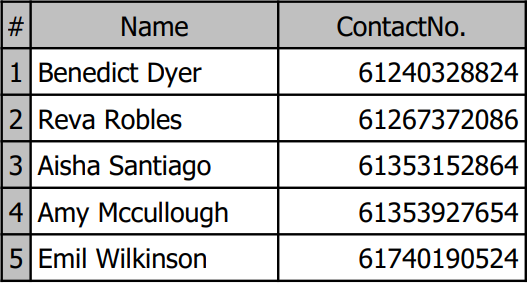 # Name ContactNo.
1 Benedict Dyer 61240328824
2 Reva Robles 61267372086
3 Aisha Santiago 61353152864
4 Amy Mccullough 61353927654
5 Emil Wilkinson 61740190524